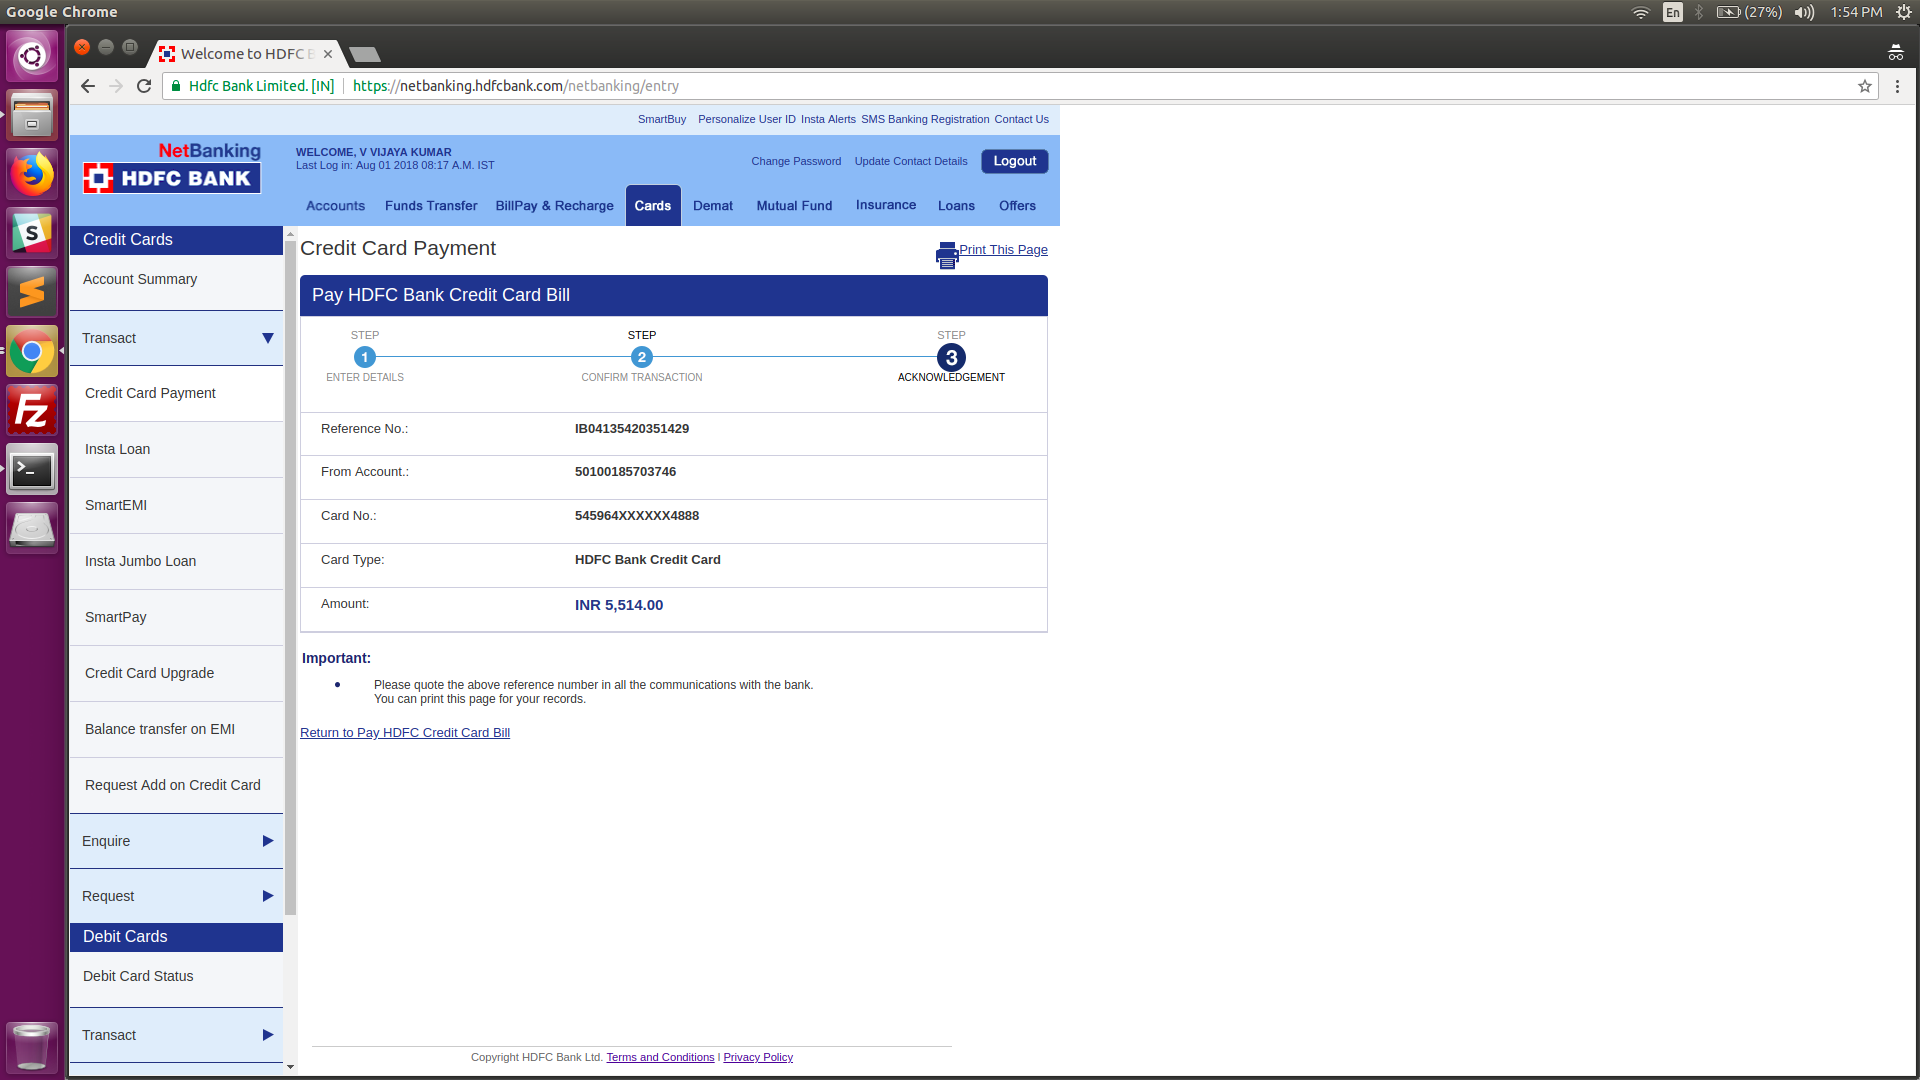 Google Chrome
En
(27%)
1:54 PM
Welcome to HDFC B
Hdfc Bank Limited. [IN]
https://netbanking.hdfcbank.com/netbanking/entry
SmartBuy Personalize User ID Insta Alerts SMS Banking Registration Contact Us
NetBanking
HDFC BANK
WELCOME, V VIJAYA KUMAR
Last Log in: Aug 01 2018 08:17 A.M. IST
Change Password Update Contact Details Logout
Accounts Funds Transfer BillPay & Recharge Cards Demat Mutual Fund Insurance Loans Offers
Credit Cards
Account Summary
Transact
Credit Card Payment
Insta Loan
SmartEMI
Insta Jumbo Loan
SmartPay
Credit Card Upgrade
Balance transfer on EMI
Request Add on Credit Card
Enquire
Request
Debit Cards
Debit Card Status
Transact
Credit Card Payment
Print This Page
Pay HDFC Bank Credit Card Bill
STEP STEP STEP
1 2 3
ENTER DETAILS CONFIRM TRANSACTION ACKNOWLEDGEMENT
Reference No.: IB04135420351429
From Account.: 50100185703746
Card No.: 545964XXXXXX4888
Card Type: HDFC Bank Credit Card
Amount: INR 5,514.00
Important:
Please quote the above reference number in all the communications with the bank.
You can print this page for your records.
Return to Pay HDFC Credit Card Bill
Copyright HDFC Bank Ltd. Terms and Conditions l Privacy Policy